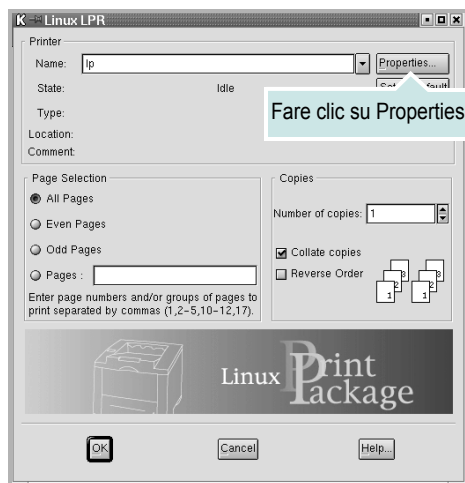 Linux LPR
Printer
Name: lp
Properties...
State: Idle
Fare clic su Properties
Type:
Location:
Comment:
Page Selection
All Pages
Even Pages
Odd Pages
Pages :
Enter page numbers and/or groups of pages to
print separated by commas (1,2-5,10-12,17).
Copies
Number of copies: 1
Collate copies
Reverse Order
Linux Print
Package
OK
Cancel
Help...